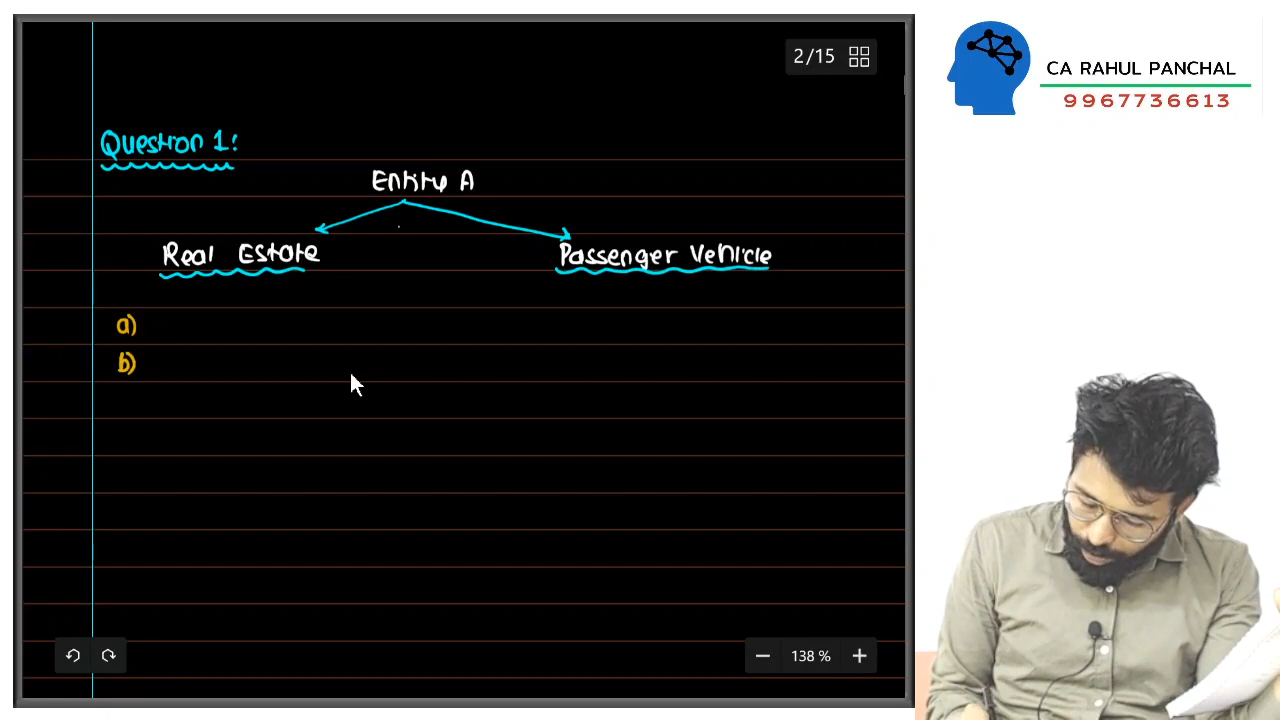 2/15
CA RAHUL PANCHAL
9967736613
Question 1:
Entity A
Real Estate
Passenger Vehicle
a)
b)
138 %